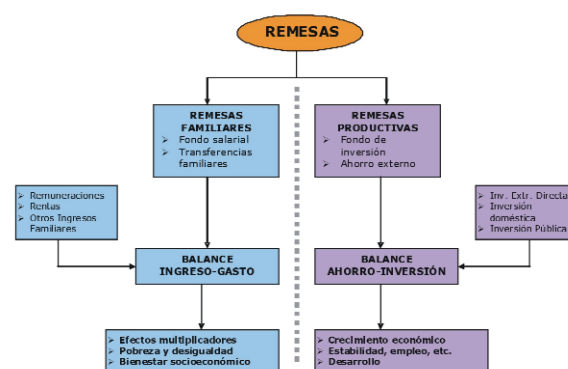 REMESAS
REMESAS
FAMILIARES
➢ Fondo salarial
➢ Transferencias
familiares
REMESAS
PRODUCTIVAS
➢ Fondo de
inversión
➢ Ahorro externo
➢ Remuneraciones
➢ Rentas
➢ Otros Ingresos
Familiares
➢ Inv. Extr. Directa
➢ Inversión
doméstica
➢ Inversión Pública
BALANCE
INGRESO-GASTO
BALANCE
AHORRO-INVERSIÓN
➢ Efectos multiplicadores
➢ Pobreza y desigualdad
➢ Bienestar socioeconómico
➢ Crecimiento económico
➢ Estabilidad, empleo, etc.
➢ Desarrollo